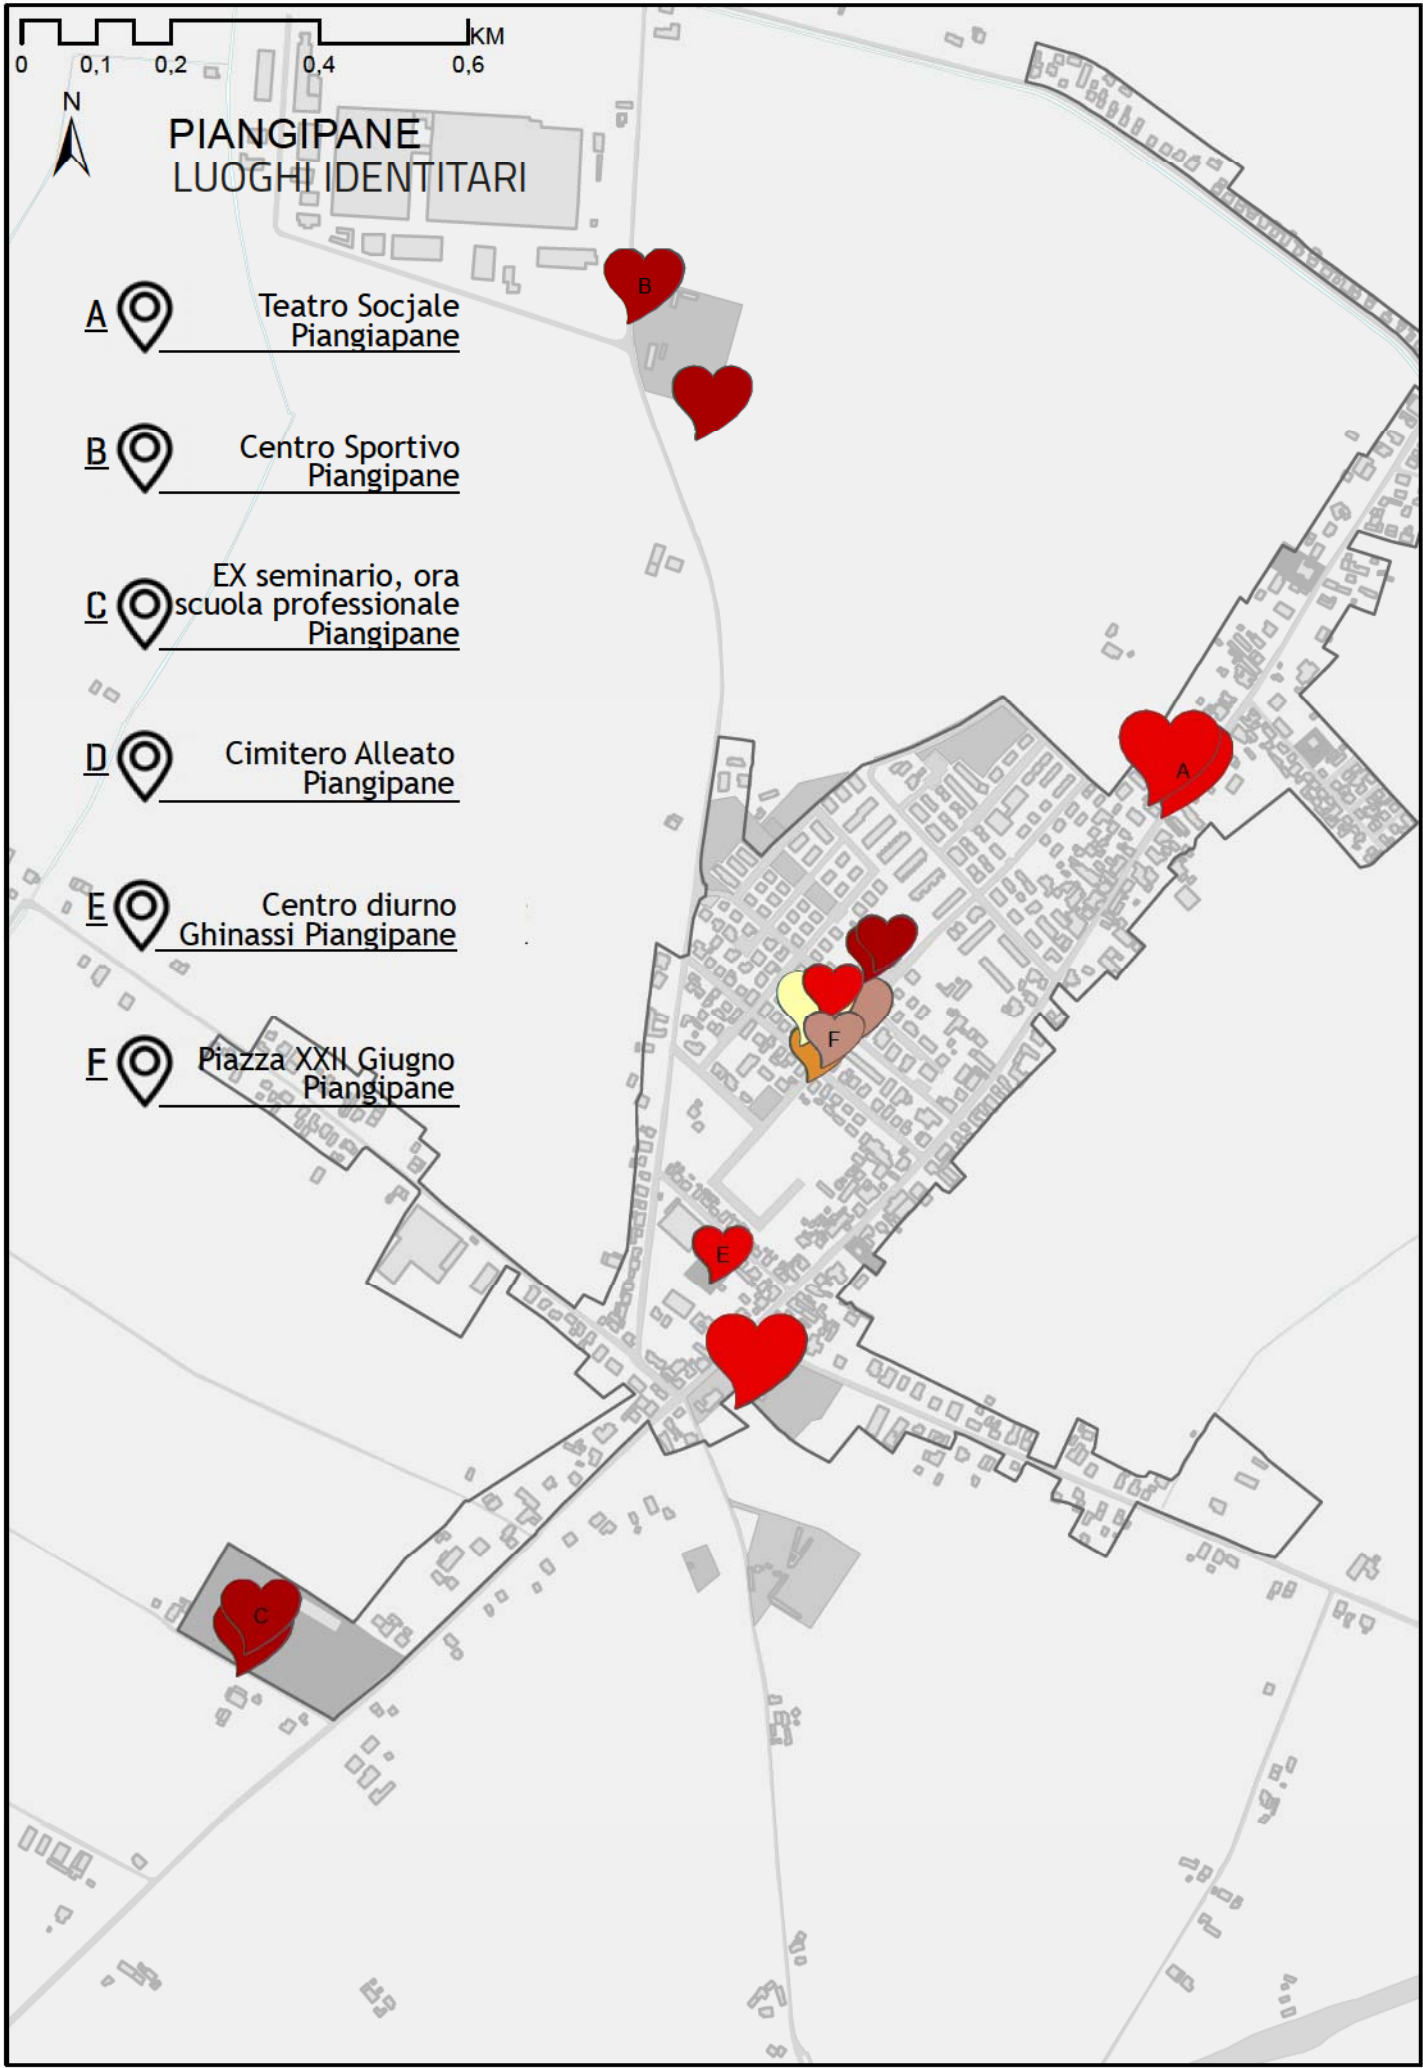 KM
0 0,1 0,2 0,4 0,6
N
PIANGIPANE
LUOGHI IDENTITARI
A Teatro Socjale
Piangiapane
B Centro Sportivo
Piangipane
C EX seminario, ora
scuola professionale
Piangipane
D Cimitero Alleato
Piangipane
E Centro diurno
Ghinassi Piangipane
F Piazza XXII Giugno
Piangipane
B
A
F
E
C